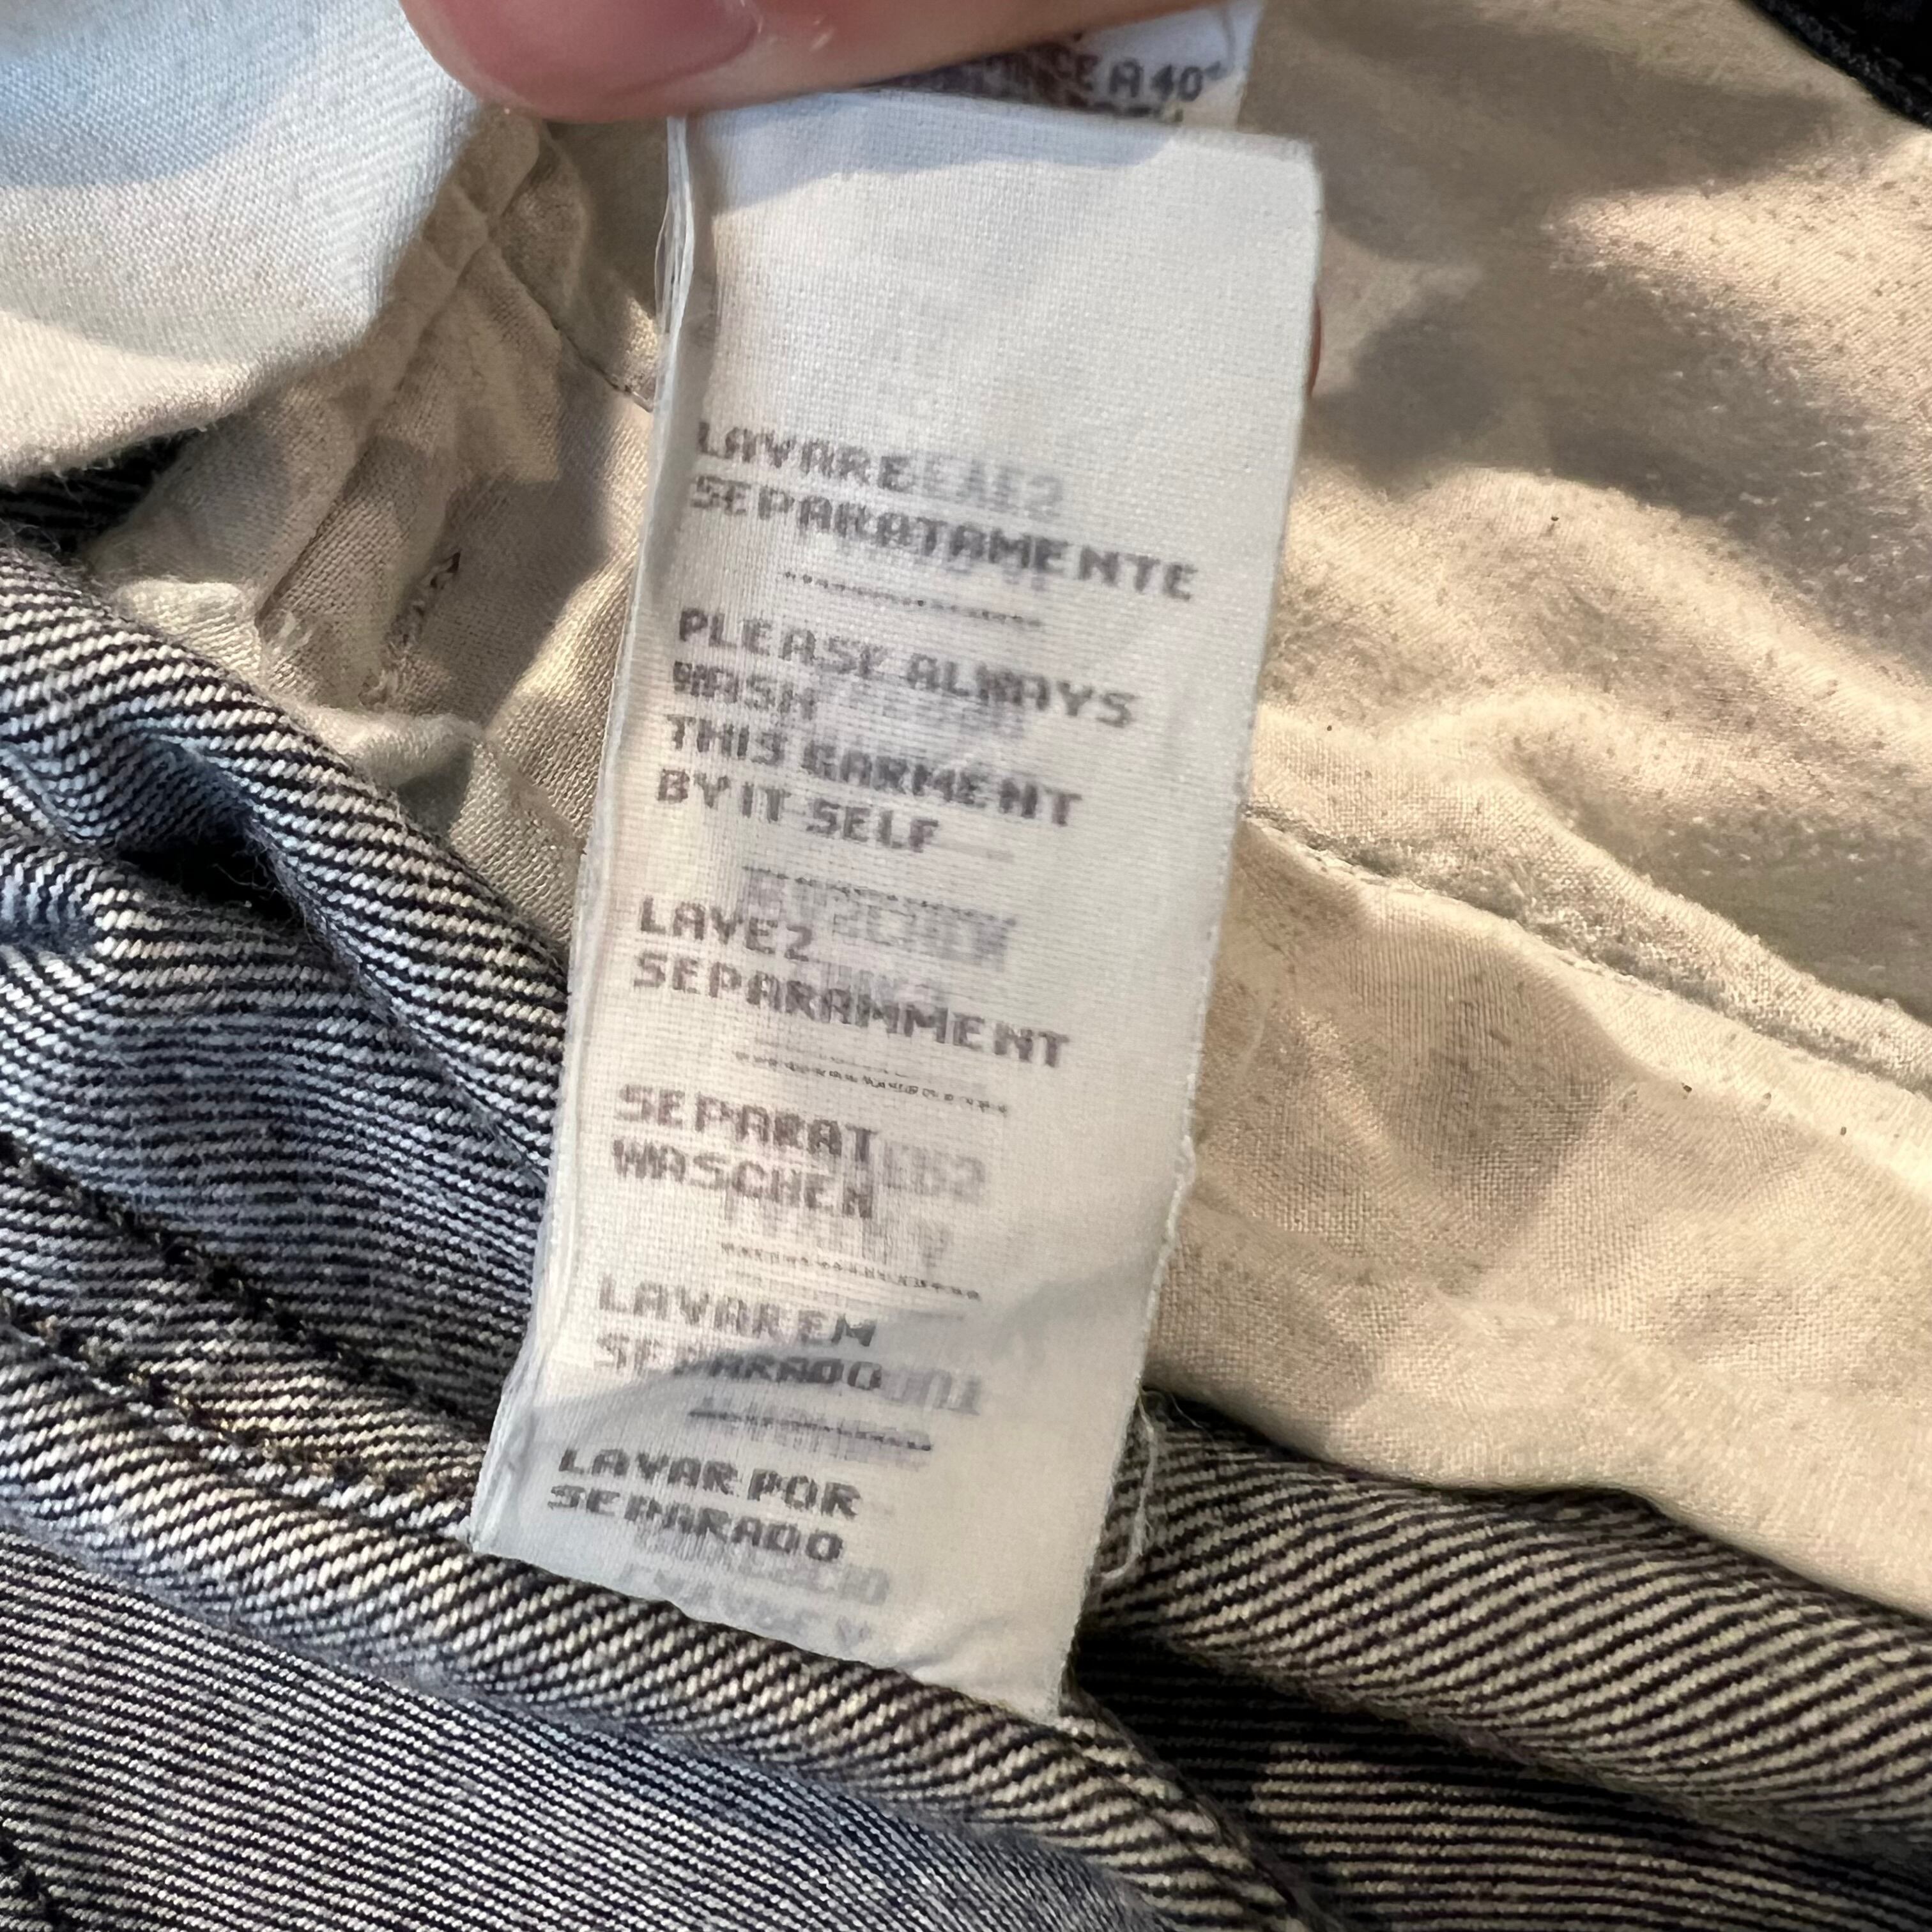 A 40°
LAVARE
SEPARATAMENTE
PLEASE ALWAYS
WASH
THIS GARMENT
BY IT SELF
LAVEZ
SEPARAMMENT
SEPARAT
WASCHEN
LAVAR EM
SEPARADO
LAVAR POR
SEPARADO